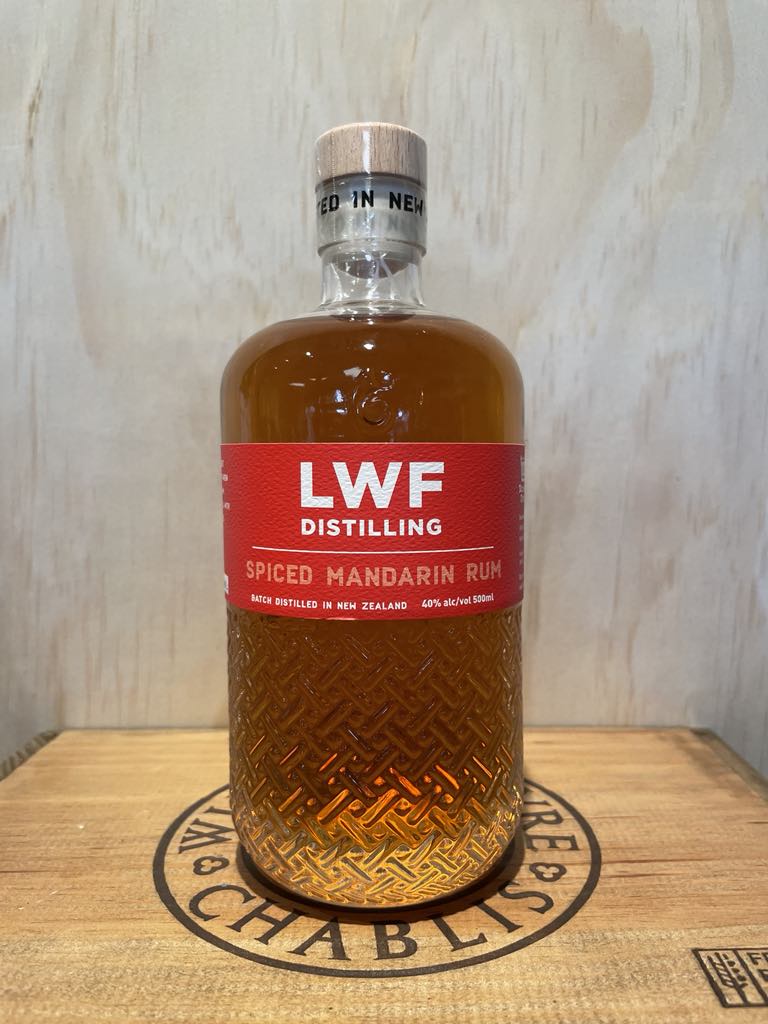 TED IN NEW
LWF
DISTILLING
SPICED MANDARIN RUM
BATCH DISTILLED IN NEW ZEALAND 40% alc/vol 500ml
CHABLIS